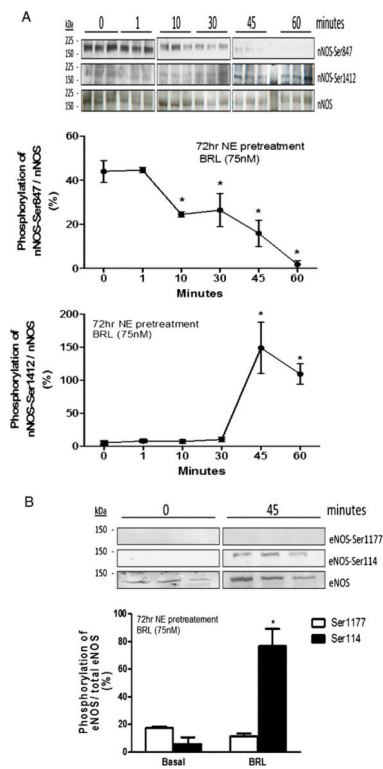 A
kDa 0 1 10 30 45 60 minutes
225 -
150 -
nNOS-Ser847
225 -
150 -
nNOS-Ser1412
225 -
150 -
nNOS
60
40
20
0
Phosphorylation of
nNOS-Ser847 / nNOS
(%)
72hr NE pretreatment
BRL (75nM)
* * * *
0 1 10 30 45 60
Minutes
200
150
100
50
0
Phosphorylation of
nNOS-Ser1412 / nNOS
(%)
72hr NE pretreatment
BRL (75nM)
* *
0 1 10 30 45 60
Minutes
B
kDa 0 45 minutes
150 -
eNOS-Ser1177
150 -
eNOS-Ser114
150 -
eNOS
100
80
60
40
20
0
Phosphorylation of
eNOS/ total eNOS
(%)
72hr NE pretreatement
BRL (75nM)
Ser1177
Ser114
*
Basal BRL